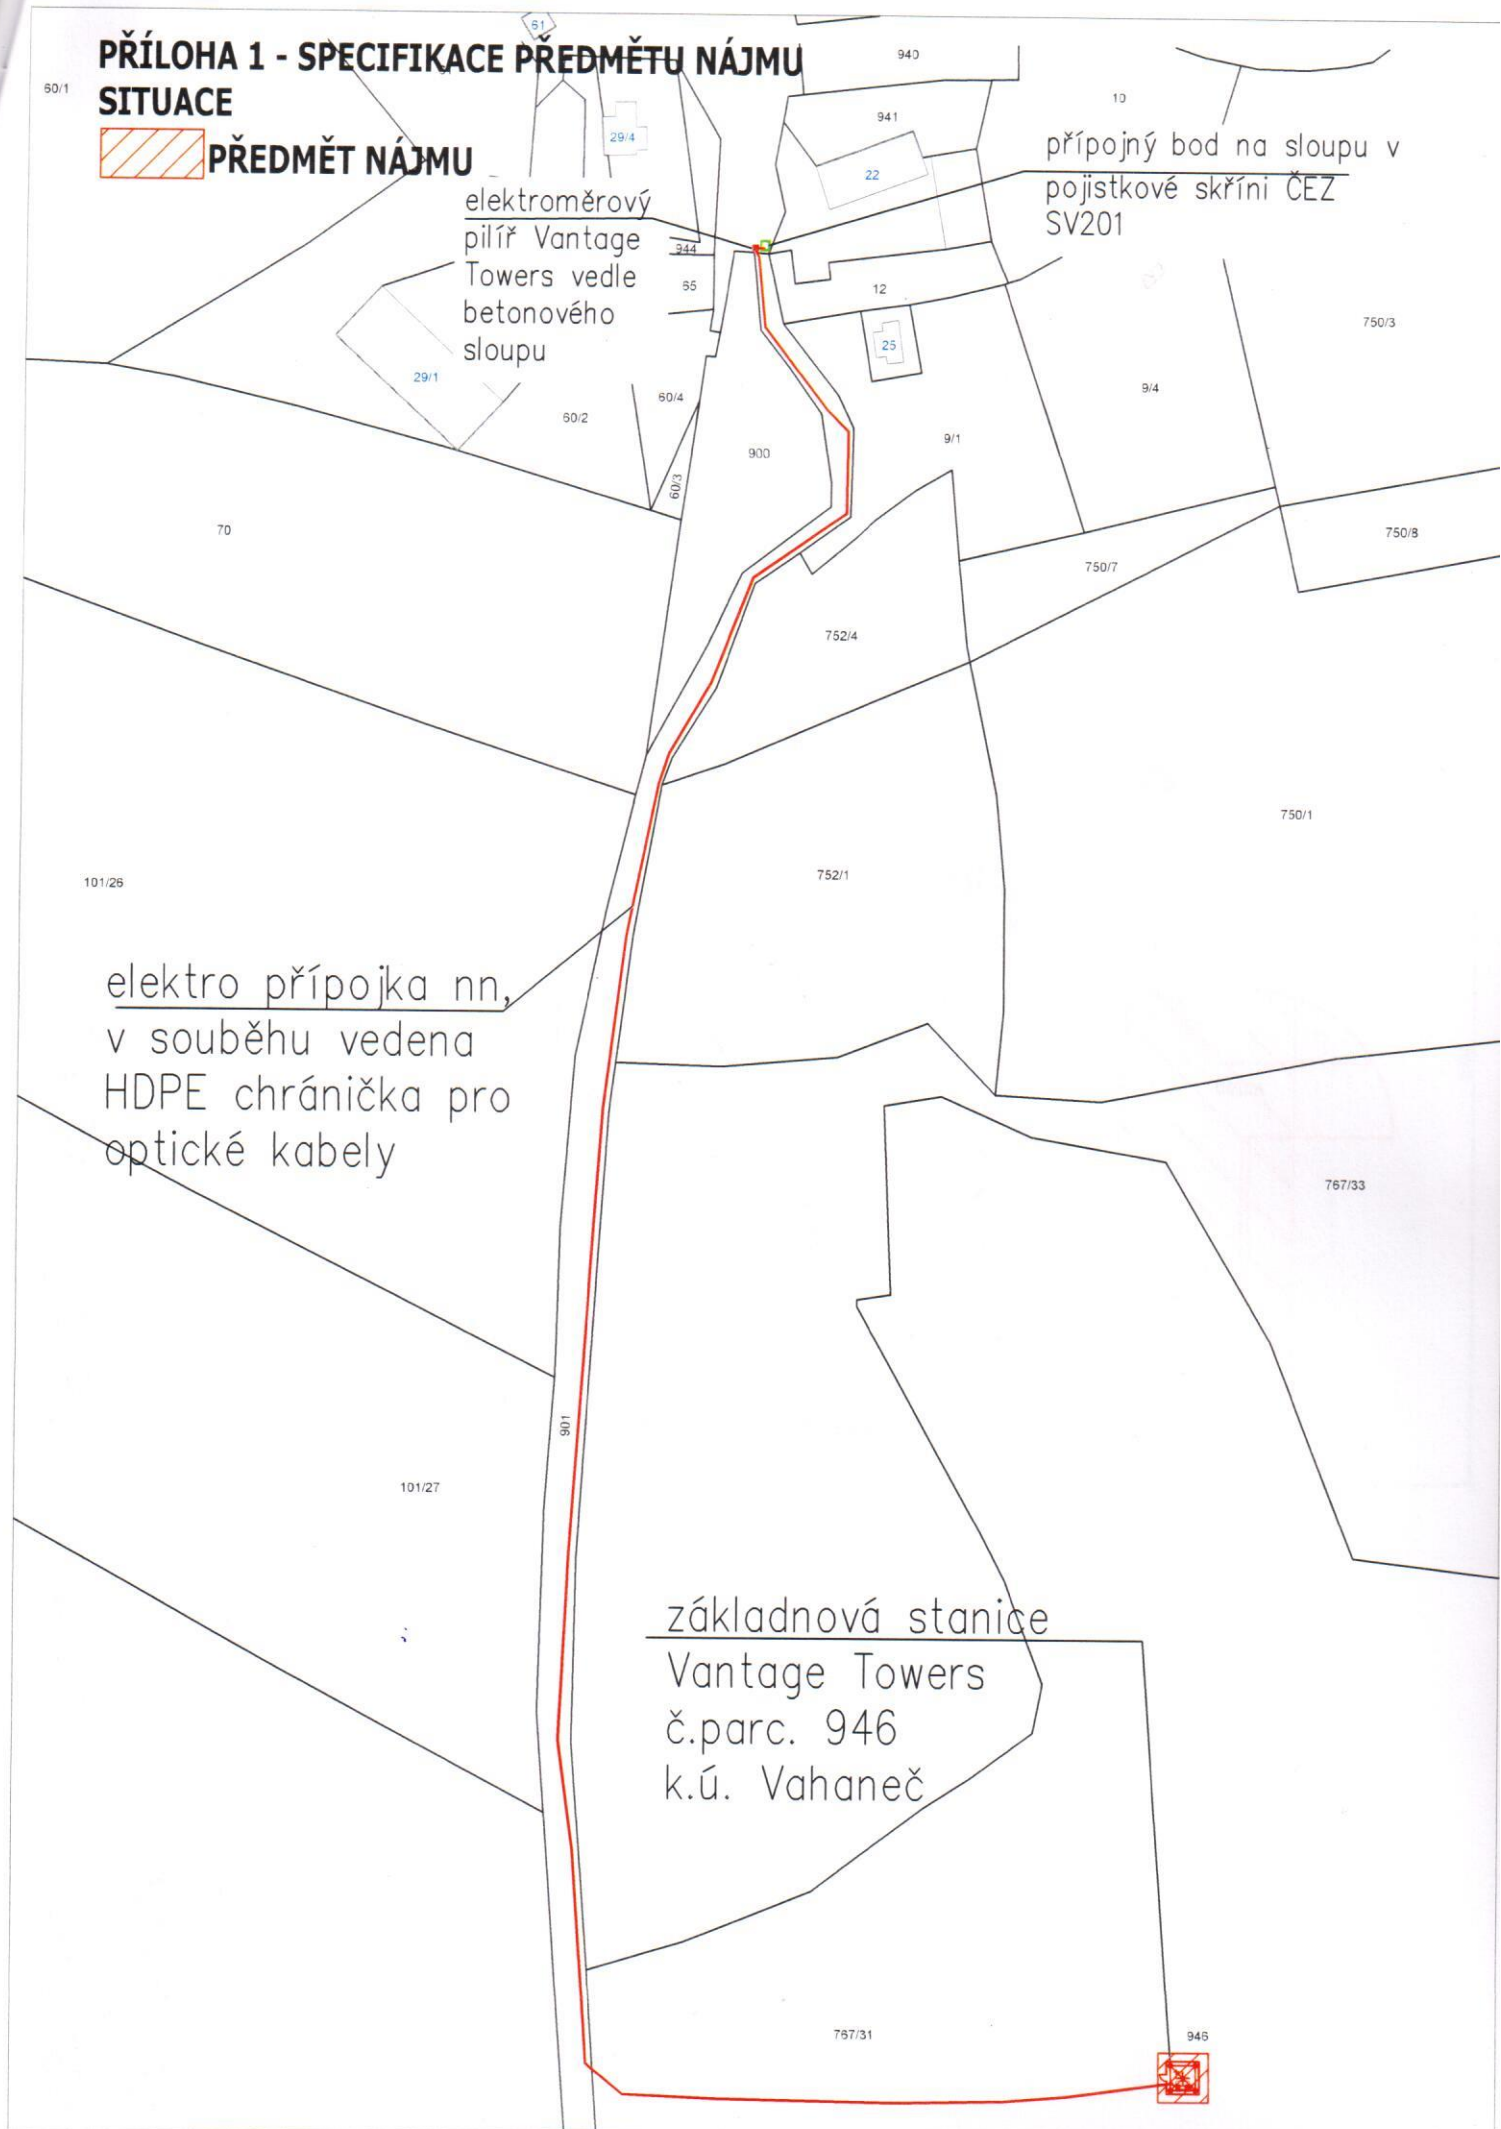 PŘÍLOHA 1 - SPECIFIKACE PŘEDMĚTU NÁJMU
SITUACE
PŘEDMĚT NÁJMU
61
60/1
29/4
940
10
941
22
přípojný bod na sloupu v
pojistkové skříni ČEZ
SV201
elektroměrový
pilíř Vantage
Towers vedle
betonového
sloupu
944
65
12
25
750/3
29/1
60/2
60/4
9/4
9/1
900
60/3
70
750/8
750/7
752/4
750/1
752/1
101/26
elektro přípojka nn,
v souběhu vedena
HDPE chránička pro
optické kabely
767/33
901
101/27
základnová stanice
Vantage Towers
č.parc. 946
k.ú. Vahaneč
767/31
946